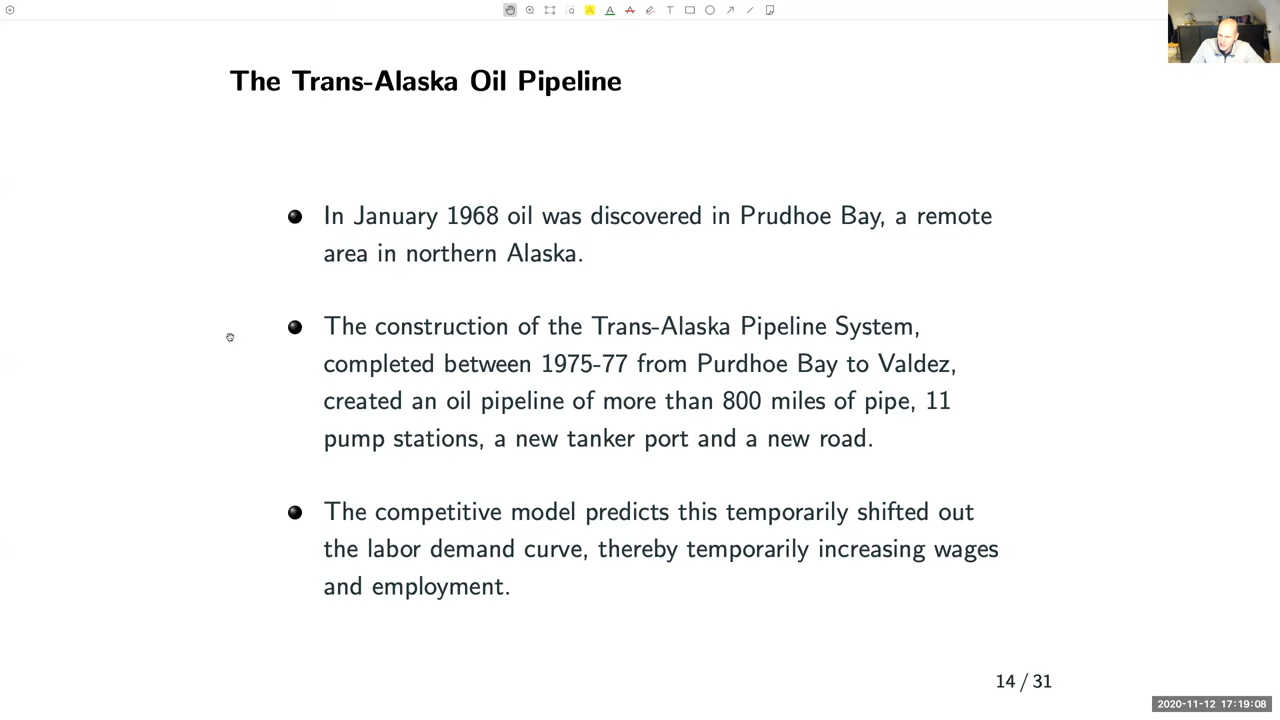 The Trans-Alaska Oil Pipeline
In January 1968 oil was discovered in Prudhoe Bay, a remote
area in northern Alaska.
The construction of the Trans-Alaska Pipeline System,
completed between 1975-77 from Purdhoe Bay to Valdez,
created an oil pipeline of more than 800 miles of pipe, 11
pump stations, a new tanker port and a new road.
The competitive model predicts this temporarily shifted out
the labor demand curve, thereby temporarily increasing wages
and employment.
14 / 31
2020-11-12 17:19:08